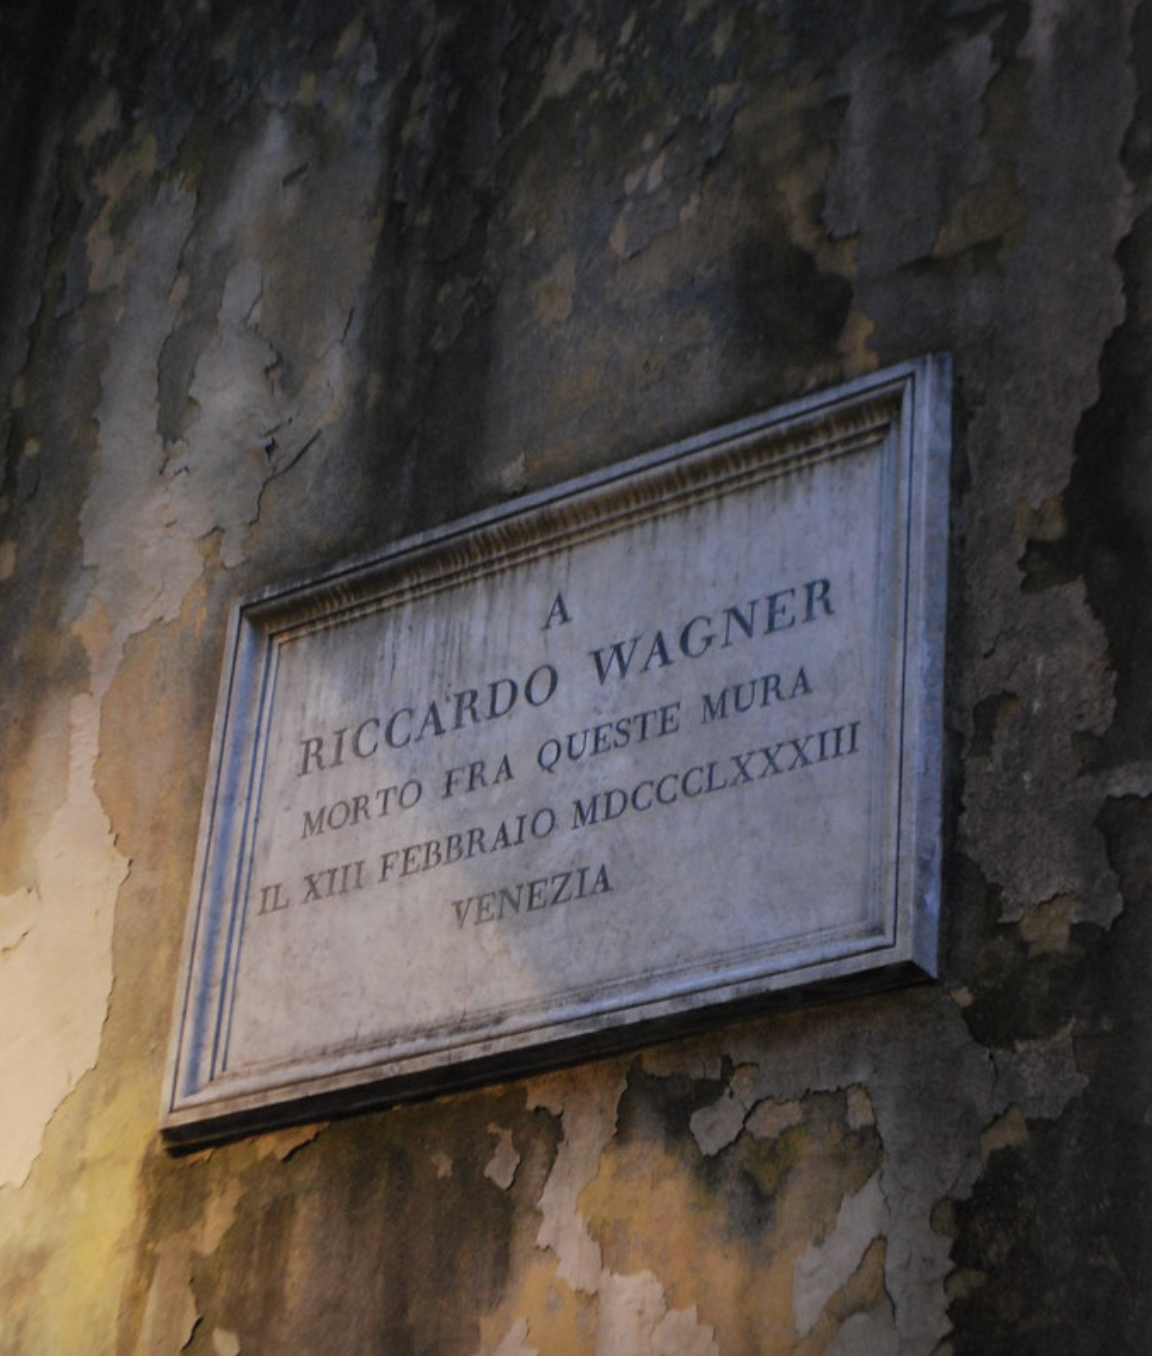 A
RICCARDO WAGNER
MORTO FRA QUESTE MURA
IL XIII FEBBRAIO MDCCCLXXXIII
VENEZIA